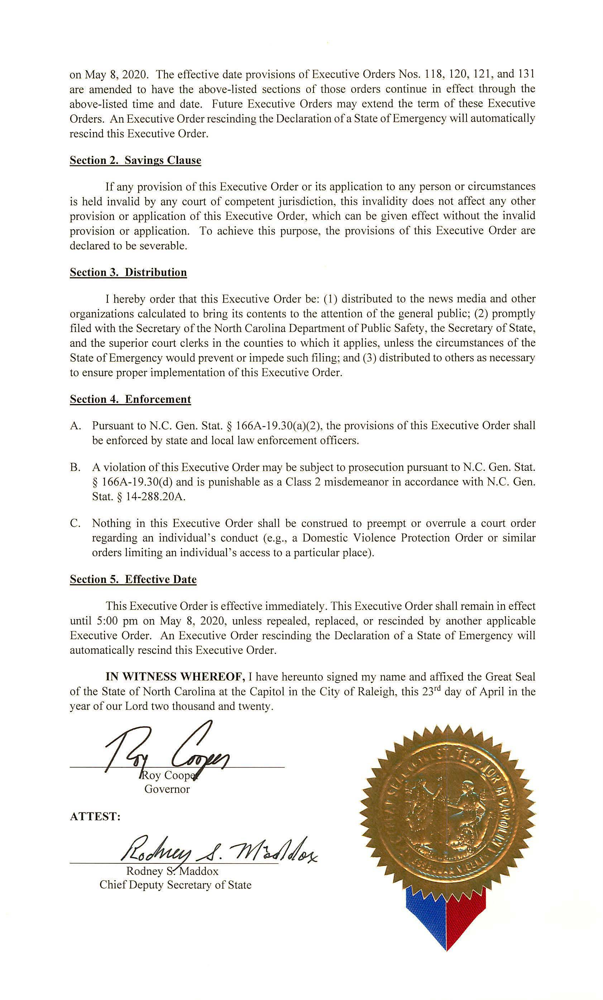 on May 8, 2020. The effective date provisions of Executive Orders Nos. 118, 120, 121, and 131
are amended to have the above-listed sections of those orders continue in effect through the
above-listed time and date. Future Executive Orders may extend the term of these Executive
Orders. An Executive Order rescinding the Declaration of a State of Emergency will automatically
rescind this Executive Order.
Section 2. Savings Clause
If any provision of this Executive Order or its application to any person or circumstances
is held invalid by any court of competent jurisdiction, this invalidity does not affect any other
provision or application of this Executive Order, which can be given effect without the invalid
provision or application. To achieve this purpose, the provisions of this Executive Order are
declared to be severable.
Section 3. Distribution
I hereby order that this Executive Order be: (1) distributed to the news media and other
organizations calculated to bring its contents to the attention of the general public; (2) promptly
filed with the Secretary of the North Carolina Department of Public Safety, the Secretary of State,
and the superior court clerks in the counties to which it applies, unless the circumstances of the
State of Emergency would prevent or impede such filing; and (3) distributed to others as necessary
to ensure proper implementation of this Executive Order.
Section 4. Enforcement
A. Pursuant to N.C. Gen. Stat. § 166A-19.30(a)(2), the provisions of this Executive Order shall
be enforced by state and local law enforcement officers.
B. A violation of this Executive Order may be subject to prosecution pursuant to N.C. Gen. Stat.
§ 166A-19.30(d) and is punishable as a Class 2 misdemeanor in accordance with N.C. Gen.
Stat. § 14-288.20A.
C. Nothing in this Executive Order shall be construed to preempt or overrule a court order
regarding an individual's conduct (e.g., a Domestic Violence Protection Order or similar
orders limiting an individual's access to a particular place).
Section 5. Effective Date
This Executive Order is effective immediately. This Executive Order shall remain in effect
until 5:00 pm on May 8, 2020, unless repealed, replaced, or rescinded by another applicable
Executive Order. An Executive Order rescinding the Declaration of a State of Emergency will
automatically rescind this Executive Order.
IN WITNESS WHEREOF, I have hereunto signed my name and affixed the Great Seal
of the State of North Carolina at the Capitol in the City of Raleigh, this 23rd day of April in the
year of our Lord two thousand and twenty.
Roy Cooper
Roy Cooper
Governor
ATTEST:
Rodney S. Maddox
Rodney S. Maddox
Chief Deputy Secretary of State
STATE OF NORTH CAROLINA